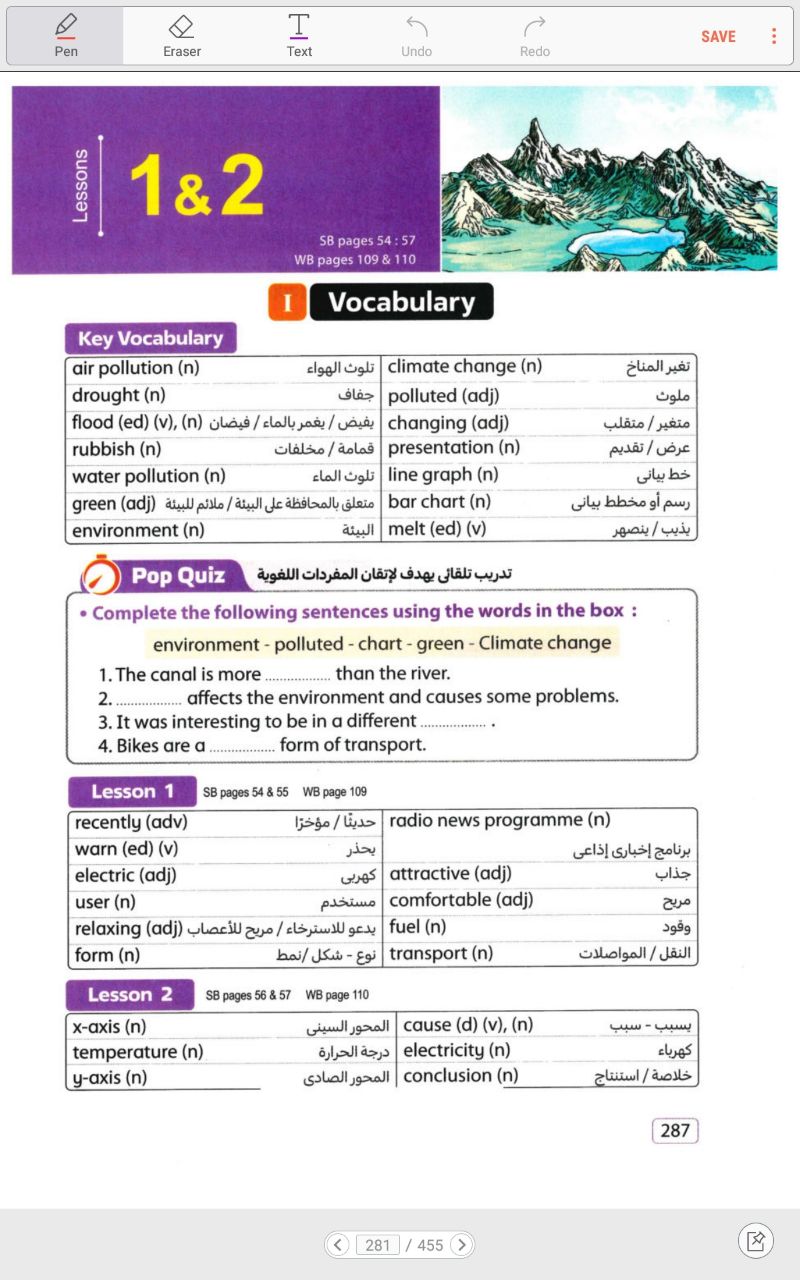 Pen
Eraser
Text
Undo
Redo
SAVE
Lessons
1 & 2
SB pages 54 : 57
WB pages 109 & 110
I Vocabulary
Key Vocabulary
air pollution (n) تلوث الهواء
climate change (n) تغير المناخ
drought (n) جفاف
polluted (adj) ملوث
flood (ed) (v), (n) يفيض / يغمر بالماء / فيضان
changing (adj) متغير / متقلب
rubbish (n) قمامة / مخلفات
presentation (n) عرض / تقديم
water pollution (n) تلوث الماء
line graph (n) خط بيانى
green (adj) متعلق بالمحافظة على البيئة / ملائم للبيئة
bar chart (n) رسم أو مخطط بيانى
environment (n) البيئة
melt (ed) (v) يذيب / ينصهر
Pop Quiz تدريب تلقائى يهدف لإتقان المفردات اللغوية
• Complete the following sentences using the words in the box :
environment - polluted - chart - green - Climate change
1. The canal is more .................. than the river.
2. .................. affects the environment and causes some problems.
3. It was interesting to be in a different .................. .
4. Bikes are a .................. form of transport.
Lesson 1 SB pages 54 & 55 WB page 109
recently (adv) حديثًا / مؤخرًا
radio news programme (n)
warn (ed) (v) يحذر
برنامج إخبارى إذاعى
electric (adj) كهربى
attractive (adj) جذاب
user (n) مستخدم
comfortable (adj) مريح
relaxing (adj) يدعو للاسترخاء / مريح للأعصاب
fuel (n) وقود
form (n) نوع - شكل /نمط
transport (n) النقل / المواصلات
Lesson 2 SB pages 56 & 57 WB page 110
x-axis (n) المحور السينى
cause (d) (v), (n) يسبب - سبب
temperature (n) درجة الحرارة
electricity (n) كهرباء
y-axis (n) المحور الصادى
conclusion (n) خلاصة / استنتاج
287
281 / 455